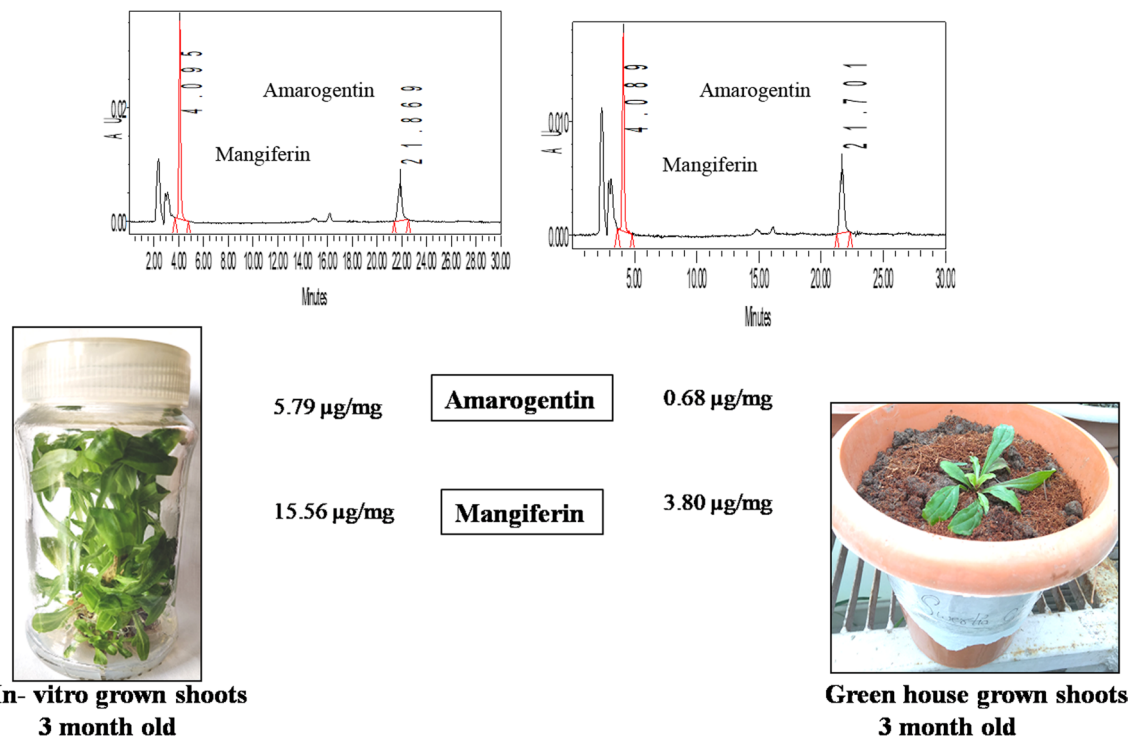 4.095
Amarogentin
21.869
Mangiferin
0.02
AU
0.00
2.00 4.00 6.00 8.00 10.00 12.00 14.00 16.00 18.00 20.00 22.00 24.00 26.00 28.00 30.00
Minutes
4.089
Amarogentin
21.701
Mangiferin
0.010
AU
0.000
5.00 10.00 15.00 20.00 25.00 30.00
Minutes
5.79 µg/mg
Amarogentin
0.68 µg/mg
15.56 µg/mg
Mangiferin
3.80 µg/mg
In- vitro grown shoots
3 month old
Green house grown shoots
3 month old